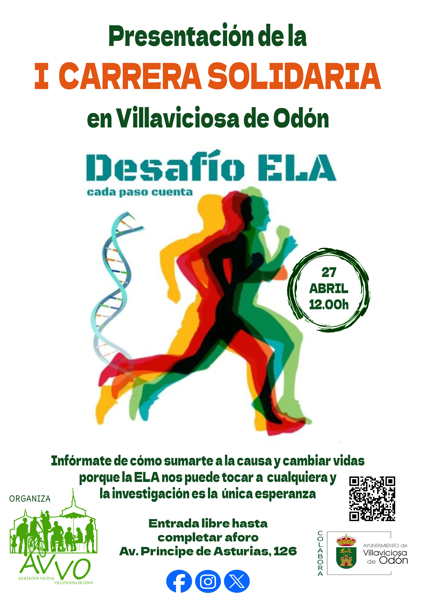 Presentación de la
I CARRERA SOLIDARIA
en Villaviciosa de Odón
Desafío ELA
cada paso cuenta
27
ABRIL
12.00h
Infórmate de cómo sumarte a la causa y cambiar vidas
porque la ELA nos puede tocar a cualquiera y
la investigación es la única esperanza
ORGANIZA
AVVO
ASOCIACIÓN VECINAL
VILLAVICIOSA DE ODÓN
Entrada libre hasta
completar aforo
Av. Príncipe de Asturias, 126
COLABORA
AYUNTAMIENTO DE
Villaviciosa
de Odón